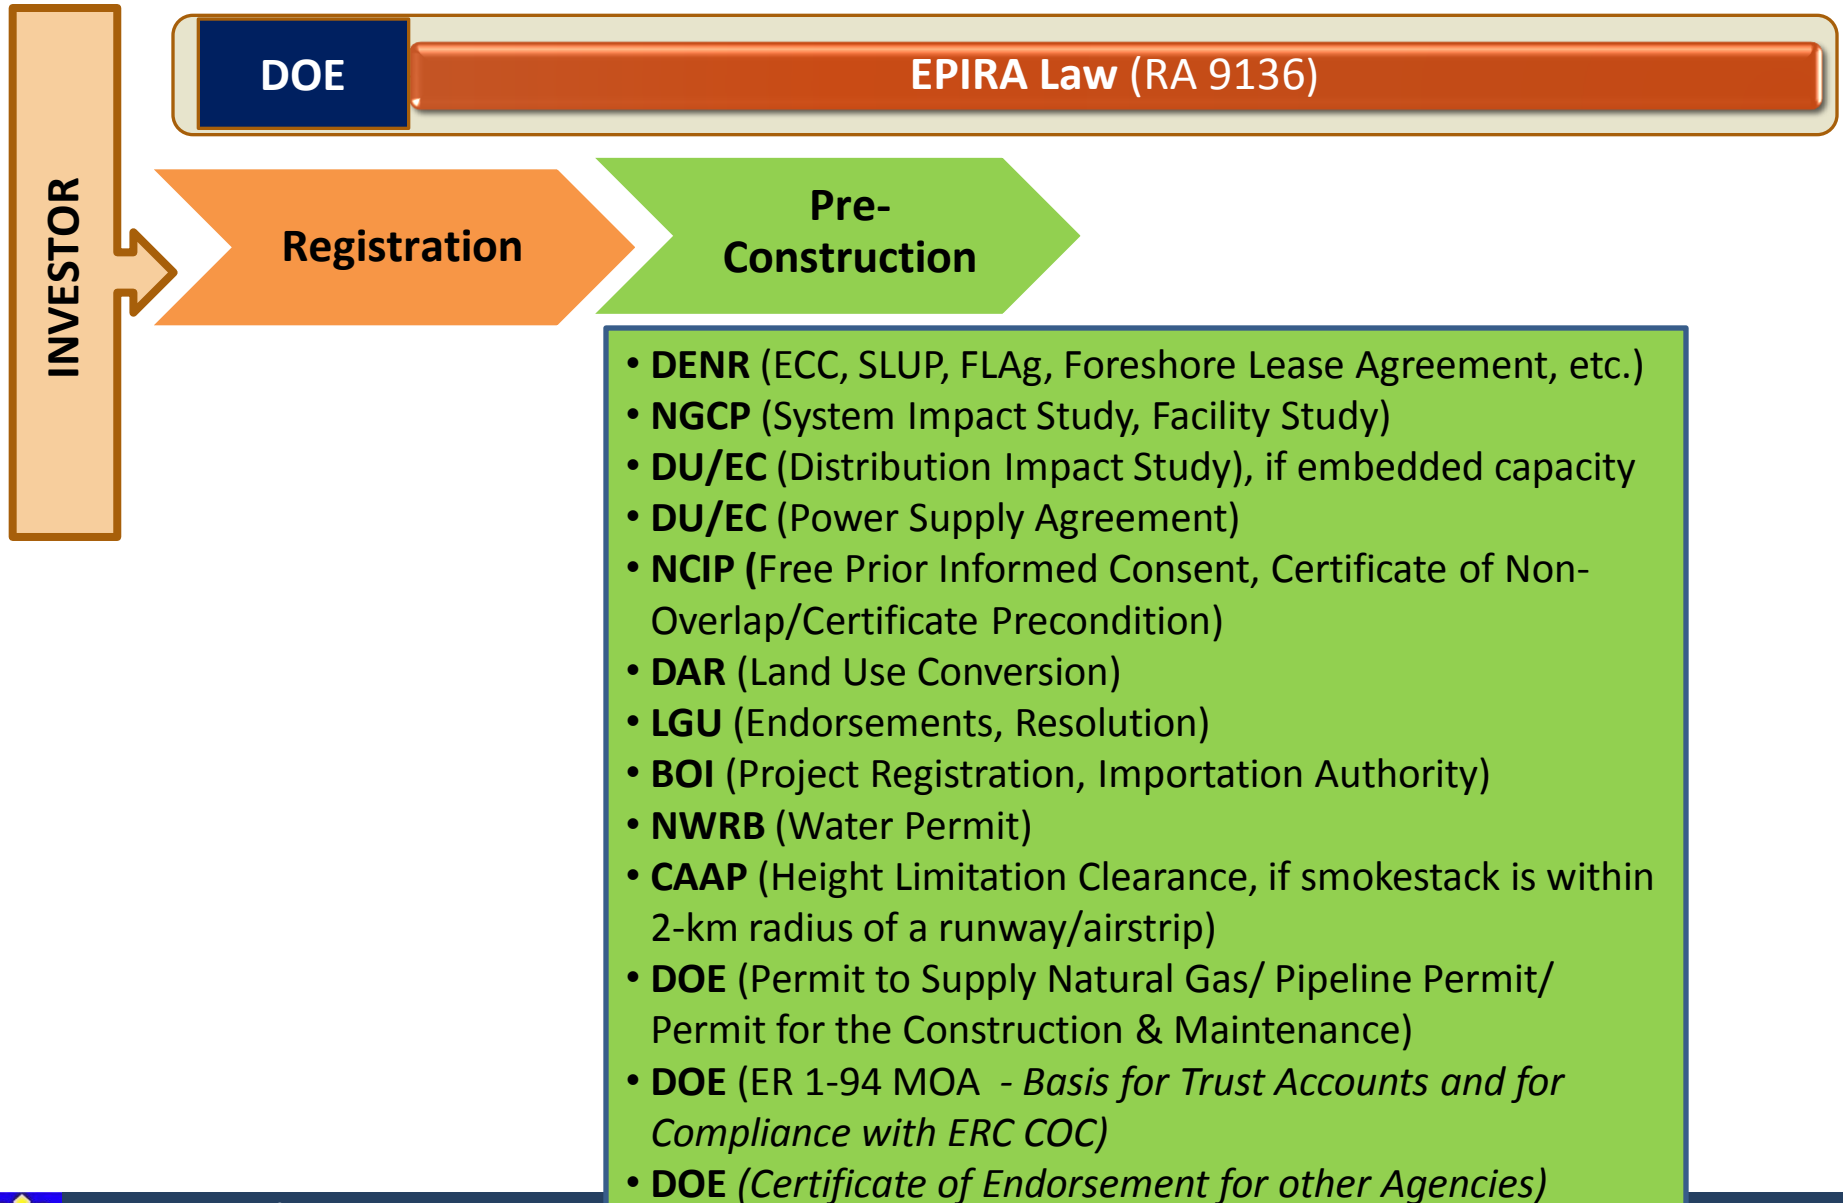 DOE
EPIRA Law (RA 9136)
INVESTOR
Registration
Pre-
Construction
• DENR (ECC, SLUP, FLAg, Foreshore Lease Agreement, etc.)
• NGCP (System Impact Study, Facility Study)
• DU/EC (Distribution Impact Study), if embedded capacity
• DU/EC (Power Supply Agreement)
• NCIP (Free Prior Informed Consent, Certificate of Non-
Overlap/Certificate Precondition)
• DAR (Land Use Conversion)
• LGU (Endorsements, Resolution)
• BOI (Project Registration, Importation Authority)
• NWRB (Water Permit)
• CAAP (Height Limitation Clearance, if smokestack is within
2-km radius of a runway/airstrip)
• DOE (Permit to Supply Natural Gas/ Pipeline Permit/
Permit for the Construction & Maintenance)
• DOE (ER 1-94 MOA - Basis for Trust Accounts and for
Compliance with ERC COC)
• DOE (Certificate of Endorsement for other Agencies)